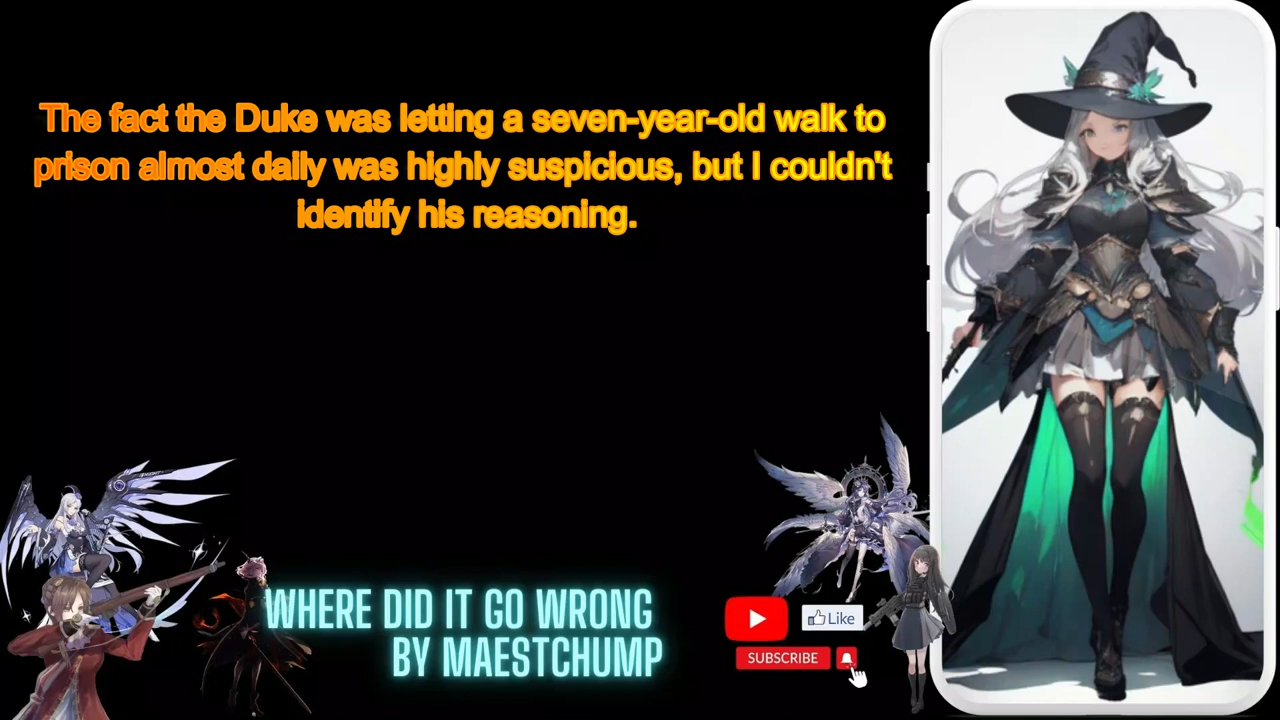 The fact the Duke was letting a seven-year-old walk to
prison almost daily was highly suspicious, but I couldn't
identify his reasoning.
WHERE DID IT GO WRONG
BY MAESTCHUMP
Like
SUBSCRIBE